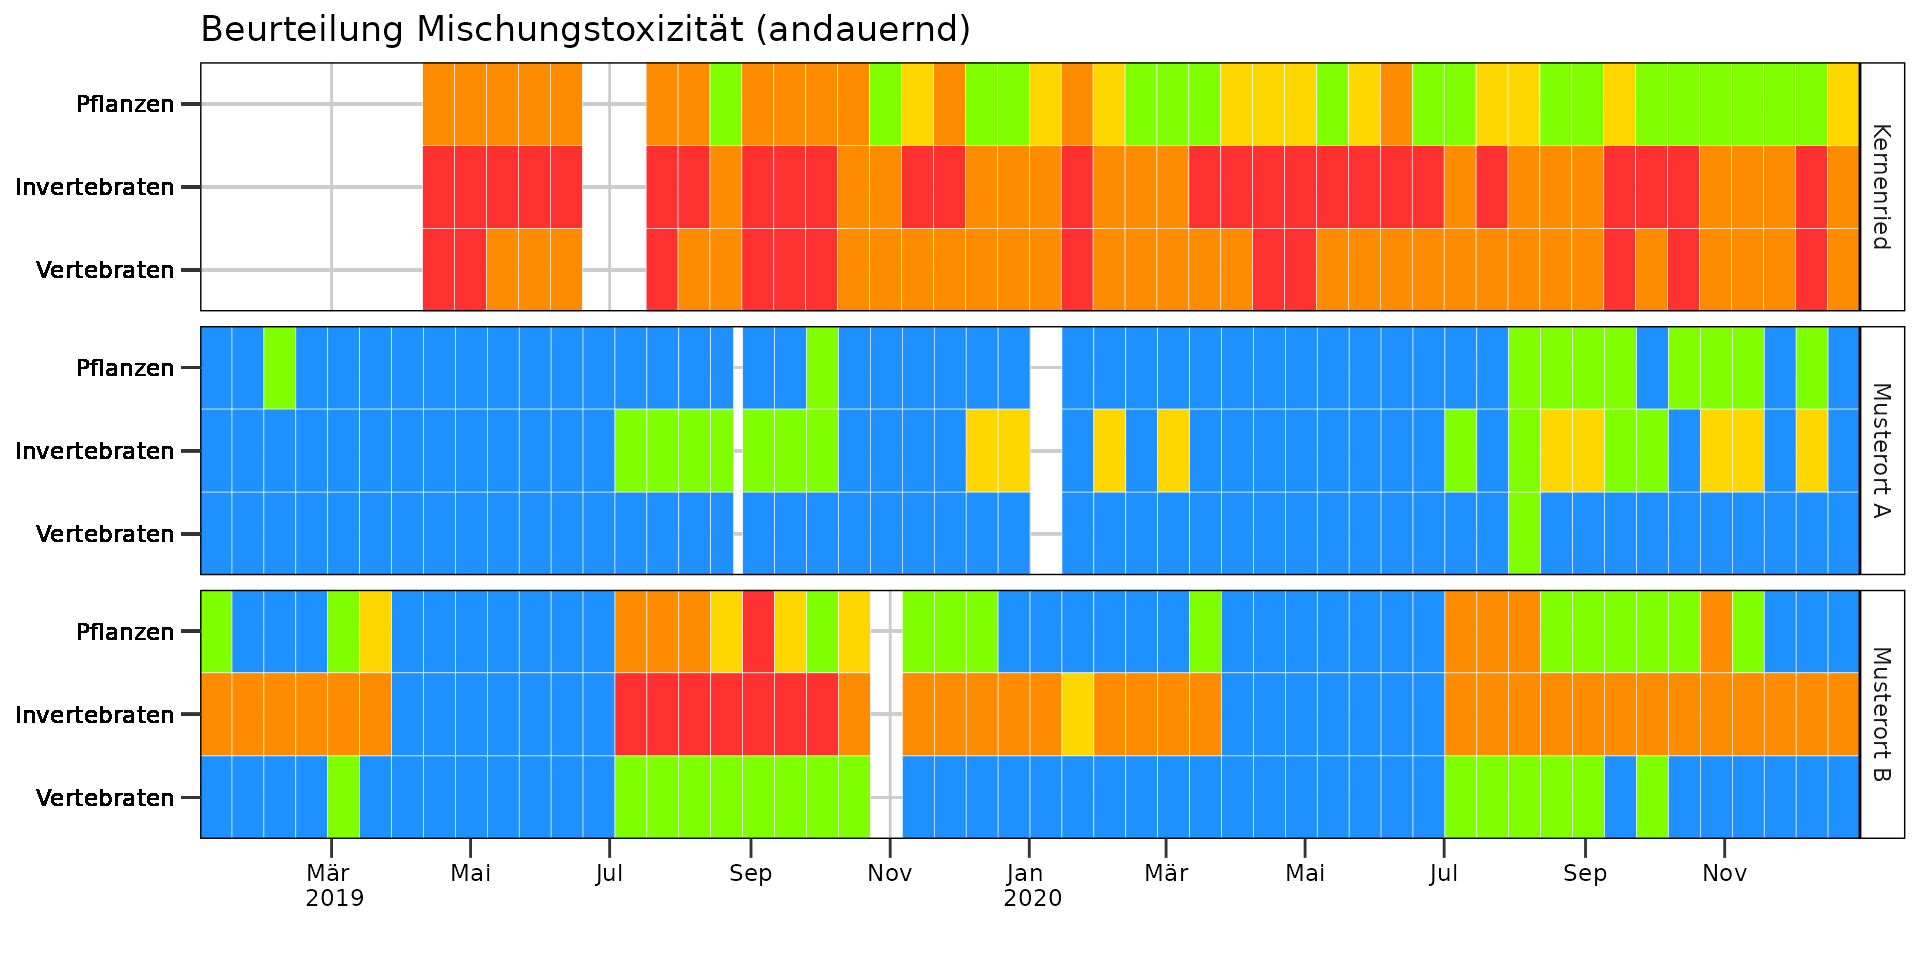 Beurteilung Mischungstoxizität (andauernd)
Pflanzen
Invertebraten
Vertebraten
Kernenried
Pflanzen
Invertebraten
Vertebraten
Musterort A
Pflanzen
Invertebraten
Vertebraten
Musterort B
Mär Mai Jul Sep Nov Jan Mär Mai Jul Sep Nov
2019 2020